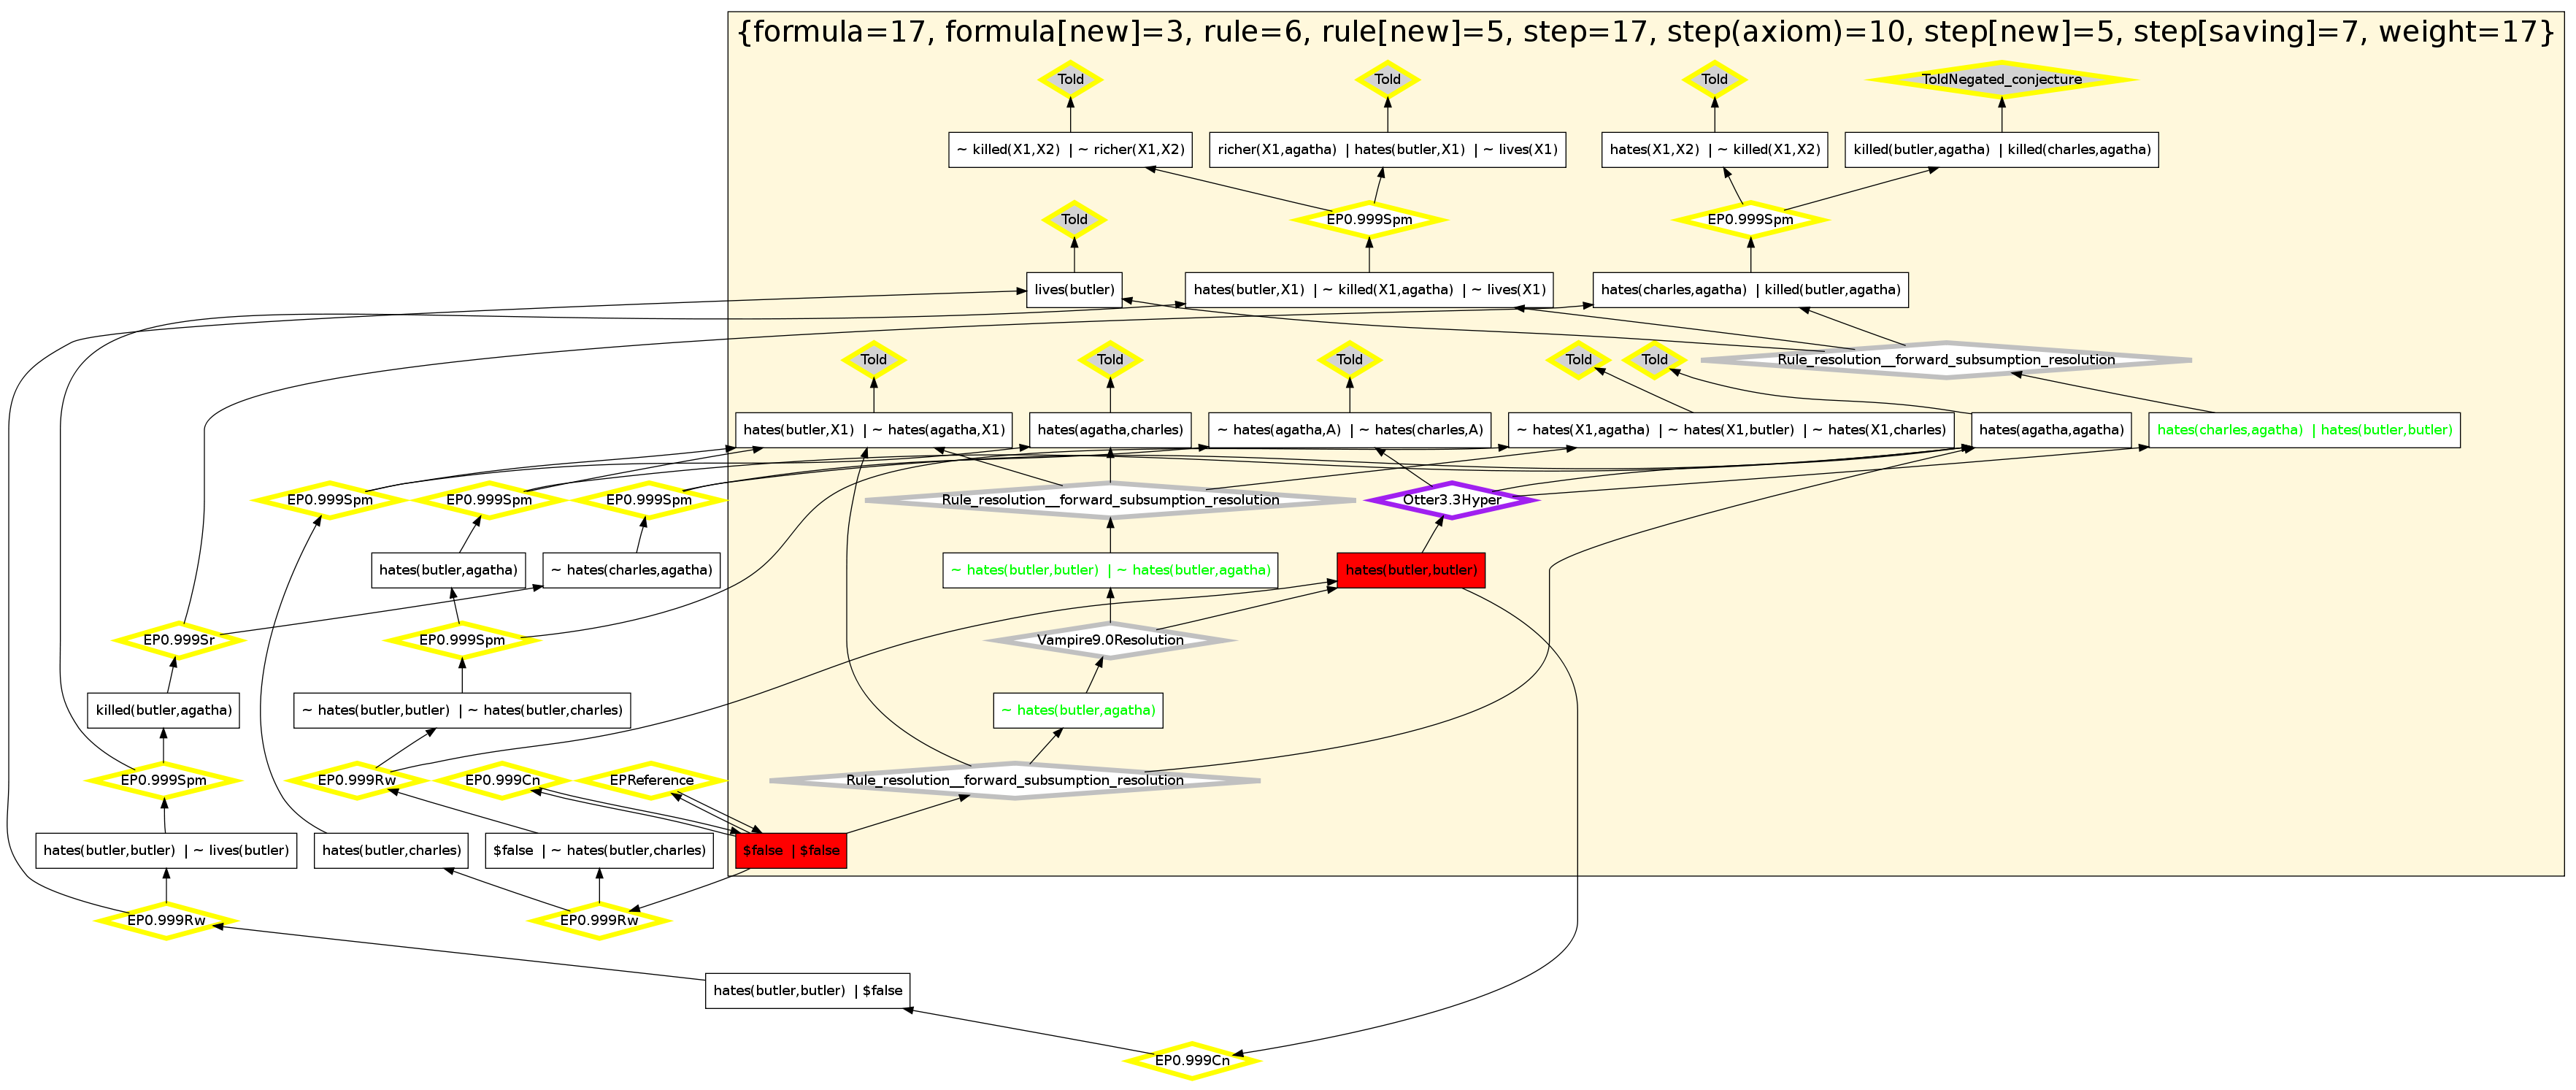 {formula=17, formula[new]=3, rule=6, rule[new]=5, step=17, step(axiom)=10, step[new]=5, step[saving]=7, weight=17}
Told
Told
Told
ToldNegated_conjecture
~ killed(X1,X2) | ~ richer(X1,X2)
richer(X1,agatha) | hates(butler,X1) | ~ lives(X1)
hates(X1,X2) | ~ killed(X1,X2)
killed(butler,agatha) | killed(charles,agatha)
Told
EP0.999Spm
EP0.999Spm
lives(butler)
hates(butler,X1) | ~ killed(X1,agatha) | ~ lives(X1)
hates(charles,agatha) | killed(butler,agatha)
Told
Told
Told
Told
Told
Rule_resolution__forward_subsumption_resolution
hates(butler,X1) | ~ hates(agatha,X1)
hates(agatha,charles)
~ hates(agatha,A) | ~ hates(charles,A)
~ hates(X1,agatha) | ~ hates(X1,butler) | ~ hates(X1,charles)
hates(agatha,agatha)
hates(charles,agatha) | hates(butler,butler)
EP0.999Spm
EP0.999Spm
EP0.999Spm
Rule_resolution__forward_subsumption_resolution
Otter3.3Hyper
hates(butler,agatha)
~ hates(charles,agatha)
~ hates(butler,butler) | ~ hates(butler,agatha)
hates(butler,butler)
EP0.999Sr
EP0.999Spm
Vampire9.0Resolution
killed(butler,agatha)
~ hates(butler,butler) | ~ hates(butler,charles)
~ hates(butler,agatha)
EP0.999Spm
EP0.999Rw
EP0.999Cn
EPReference
Rule_resolution__forward_subsumption_resolution
hates(butler,butler) | ~ lives(butler)
hates(butler,charles)
$false | ~ hates(butler,charles)
$false | $false
EP0.999Rw
EP0.999Rw
hates(butler,butler) | $false
EP0.999Cn